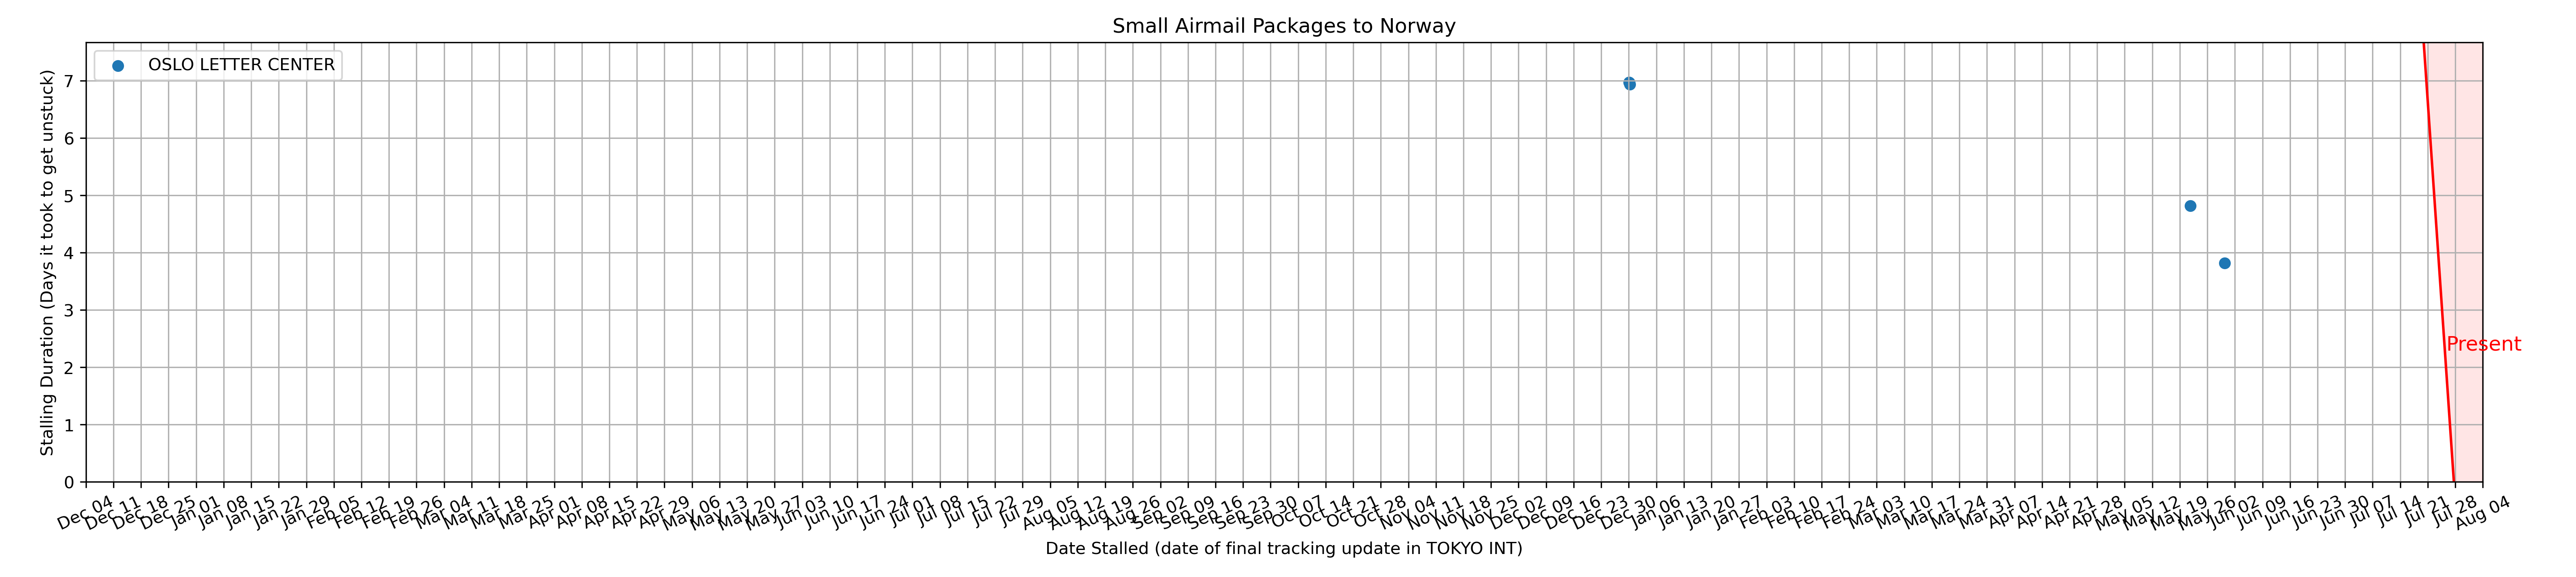 Small Airmail Packages to Norway
OSLO LETTER CENTER
Stalling Duration (Days it took to get unstuck)
7
6
5
4
3
2
1
0
Present
Dec 04 Dec 11 Dec 18 Dec 25 Jan 01 Jan 08 Jan 15 Jan 22 Jan 29 Feb 05 Feb 12 Feb 19 Feb 26 Mar 04 Mar 11 Mar 18 Mar 25 Apr 01 Apr 08 Apr 15 Apr 22 Apr 29 May 06 May 13 May 20 May 27 Jun 03 Jun 10 Jun 17 Jun 24 Jul 01 Jul 08 Jul 15 Jul 22 Jul 29 Aug 05 Aug 12 Aug 19 Aug 26 Sep 02 Sep 09 Sep 16 Sep 23 Sep 30 Oct 07 Oct 14 Oct 21 Oct 28 Nov 04 Nov 11 Nov 18 Nov 25 Dec 02 Dec 09 Dec 16 Dec 23 Dec 30 Jan 06 Jan 13 Jan 20 Jan 27 Feb 03 Feb 10 Feb 17 Feb 24 Mar 03 Mar 10 Mar 17 Mar 24 Mar 31 Apr 07 Apr 14 Apr 21 Apr 28 May 05 May 12 May 19 May 26 Jun 02 Jun 09 Jun 16 Jun 23 Jun 30 Jul 07 Jul 14 Jul 21 Jul 28 Aug 04
Date Stalled (date of final tracking update in TOKYO INT)